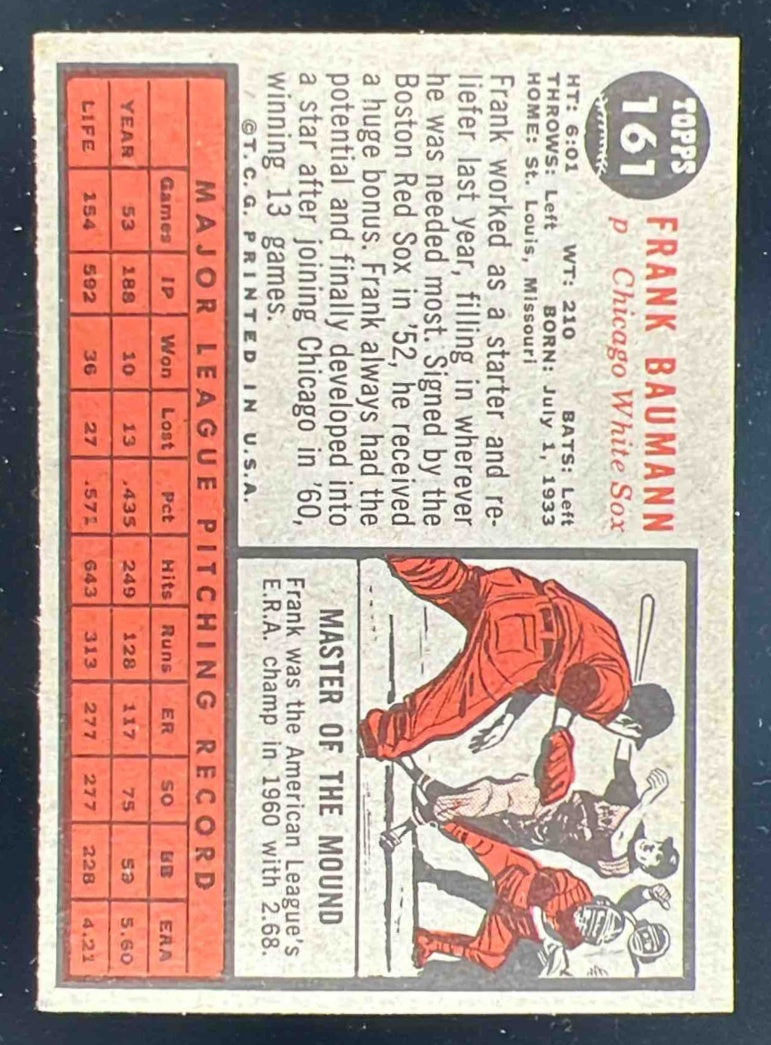 TOPPS
161
FRANK BAUMANN
p Chicago White Sox
HT: 6:01 WT: 210 BATS: Left
THROWS: Left BORN: July 1, 1933
HOME: St. Louis, Missouri
Frank worked as a starter and re-
liefer last year, filling in wherever
he was needed most. Signed by the
Boston Red Sox in '52, he received
a huge bonus. Frank always had the
potential and finally developed into
a star after joining Chicago in '60,
winning 13 games.
©T.C.G. PRINTED IN U.S.A.
MASTER OF THE MOUND
Frank was the American League's
E.R.A. champ in 1960 with 2.68.
MAJOR LEAGUE PITCHING RECORD
Games IP Won Lost Pct Hits Runs ER SO BB ERA
YEAR 53 188 10 13 .435 249 128 117 75 59 5.60
LIFE 154 592 36 27 .571 643 313 277 277 228 4.21